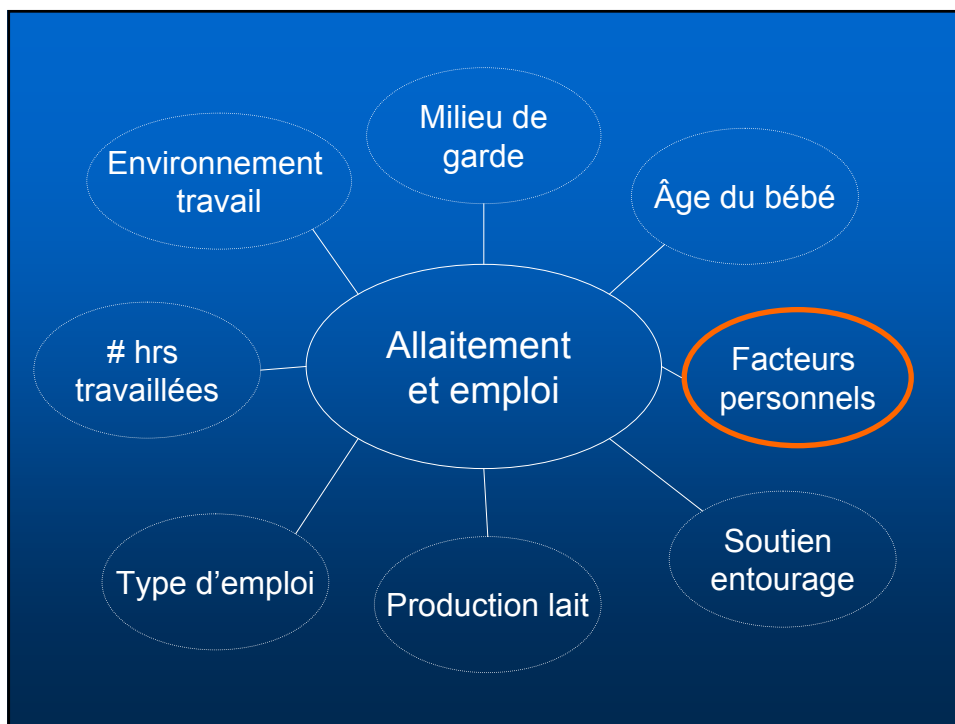 Milieu de
garde
Environnement
travail
Âge du bébé
# hrs
travaillées
Allaitement
et emploi
Facteurs
personnels
Type d’emploi
Production lait
Soutien
entourage